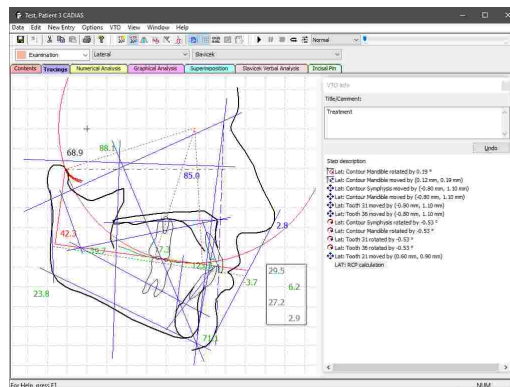 Test, Patient 3 CADIAS
Data Edit New Entry Options VTO View Window Help
Normal
Examination Lateral Slavicek
Contents Tracings Numerical Analysis Graphical Analysis Superimposition Slavicek Verbal Analysis Incisal Pin
VTO Info
Title/Comment:
Treatment
Undo
Step description
Lat: Contour Mandible rotated by 0.19 °
Lat: Contour Mandible moved by (0.12 mm, 0.19 mm)
Lat: Contour Symphysis moved by (-0.80 mm, 1.10 mm)
Lat: Contour Mandible moved by (-0.80 mm, 1.10 mm)
Lat: Tooth 31 moved by (-0.80 mm, 1.10 mm)
Lat: Tooth 36 moved by (-0.80 mm, 1.10 mm)
Lat: Contour Symphysis rotated by -0.53 °
Lat: Contour Mandible rotated by -0.53 °
Lat: Tooth 31 rotated by -0.53 °
Lat: Tooth 36 rotated by -0.53 °
Lat: Tooth 21 moved by (0.60 mm, 0.90 mm)
LAT: RCP calculation
88.1
68.9
85.0
42.3
2.8
77.3
29.5
-3.7
6.2
23.8
27.2
2.9
71.1
For Help, press F1
NUM